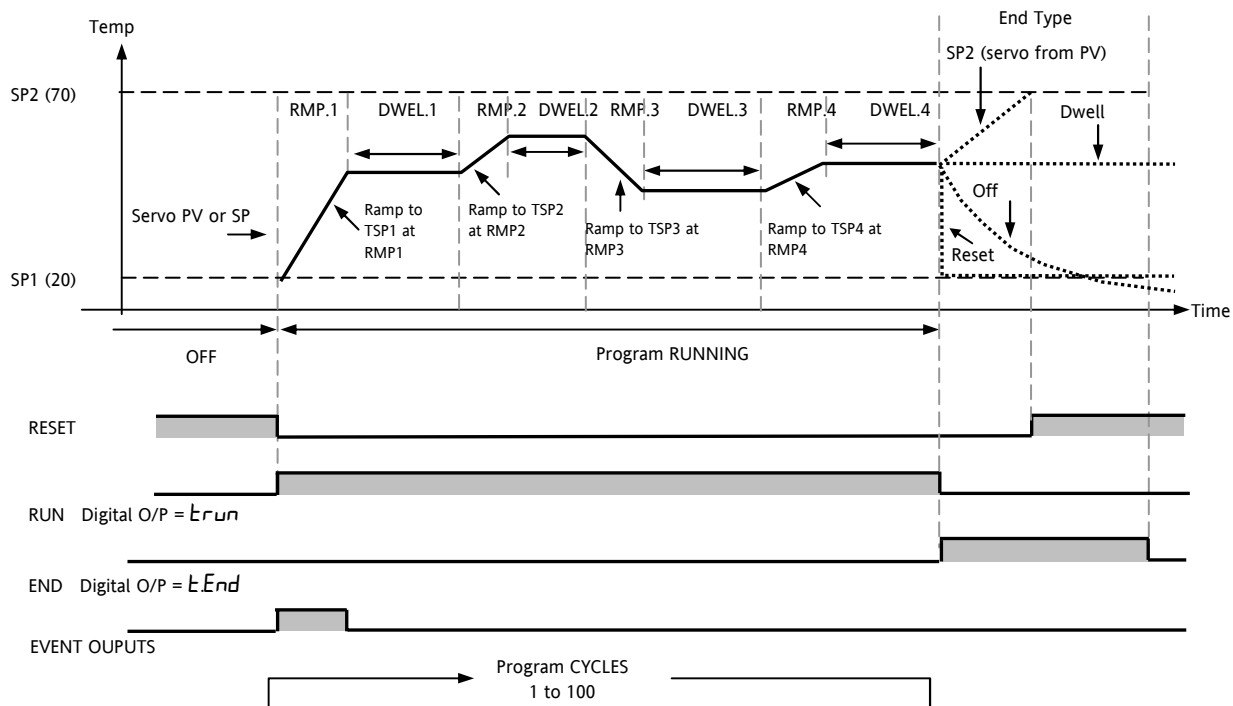 End Type
Temp
SP2 (servo from PV)
SP2 (70)
RMP.1
DWEL.1
RMP.2
DWEL.2
RMP.3
DWEL.3
RMP.4
DWEL.4
Dwell
Servo PV or SP
Ramp to
TSP1 at
RMP1
Ramp to TSP2
at RMP2
Ramp to TSP3 at
RMP3
Ramp to TSP4 at
RMP4
Off
Reset
SP1 (20)
Time
OFF
Program RUNNING
RESET
RUN Digital O/P = trun
END Digital O/P = t.End
EVENT OUPUTS
Program CYCLES
1 to 100